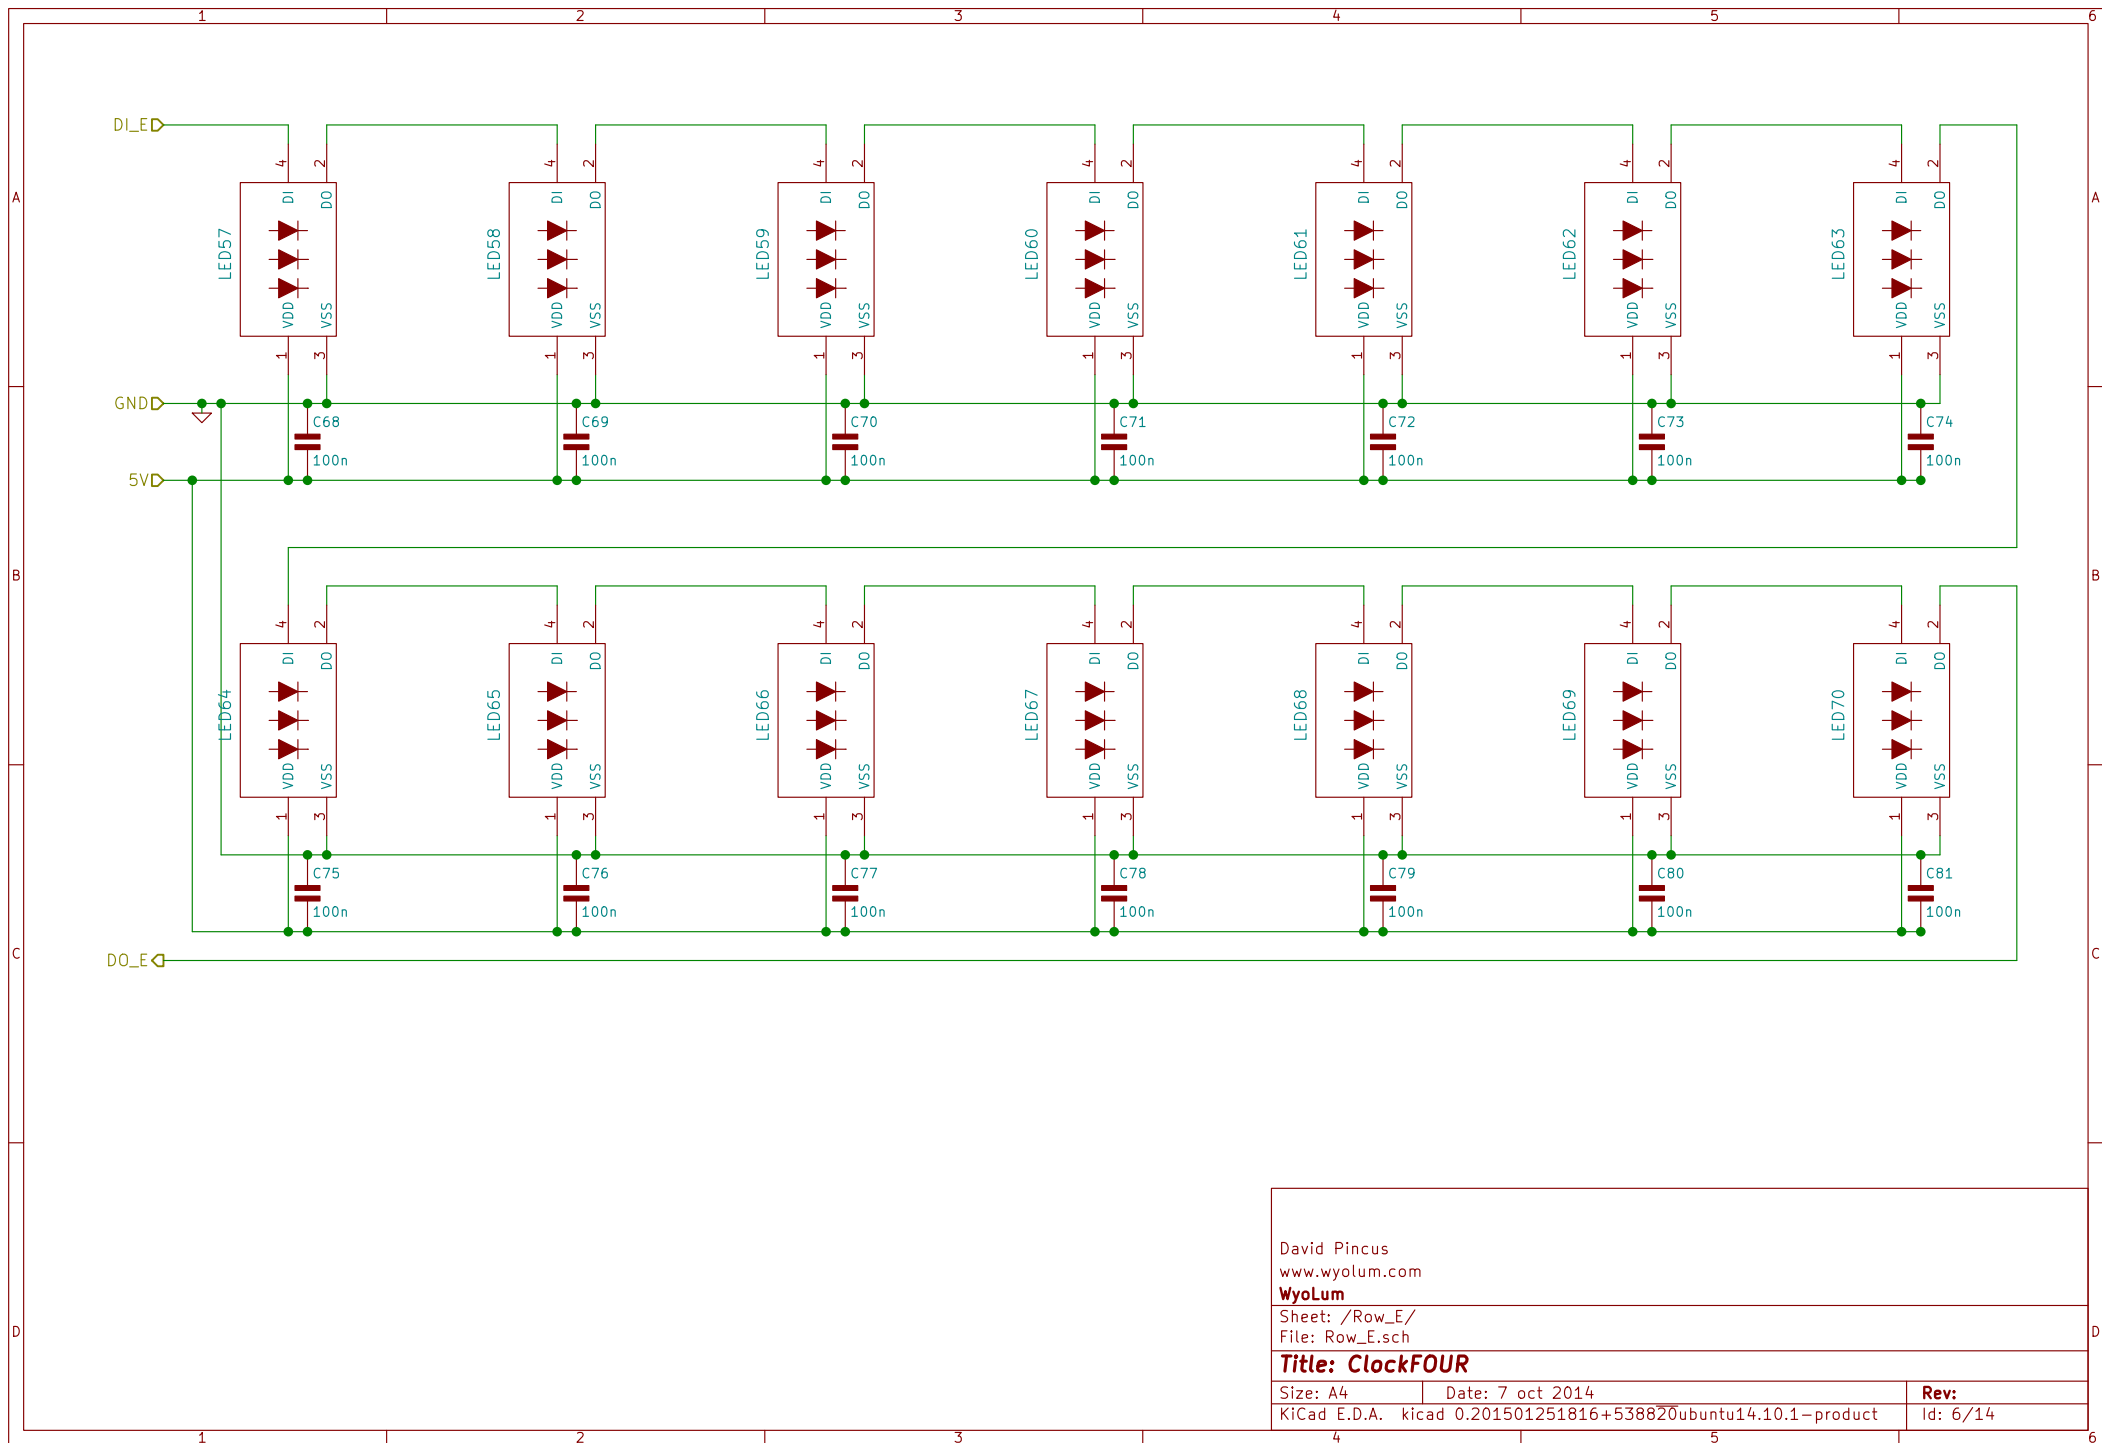 1 2 3 4 5 6
DI_E
4 2 4 2 4 2 4 2 4 2 4 2 4 2
A A
DI DO DI DO DI DO DI DO DI DO DI DO DI DO
LED57 LED58 LED59 LED60 LED61 LED62 LED63
VDD VSS VDD VSS VDD VSS VDD VSS VDD VSS VDD VSS VDD VSS
1 3 1 3 1 3 1 3 1 3 1 3 1 3
GND
C68 C69 C70 C71 C72 C73 C74
100n 100n 100n 100n 100n 100n 100n
5V
B B
4 2 4 2 4 2 4 2 4 2 4 2 4 2
DI DO DI DO DI DO DI DO DI DO DI DO DI DO
LED64 LED65 LED66 LED67 LED68 LED69 LED70
VDD VSS VDD VSS VDD VSS VDD VSS VDD VSS VDD VSS VDD VSS
1 3 1 3 1 3 1 3 1 3 1 3 1 3
C75 C76 C77 C78 C79 C80 C81
100n 100n 100n 100n 100n 100n 100n
C C
DO_E
David Pincus
www.wyolum.com
WyoLum
Sheet: /Row_E/
File: Row_E.sch
D D
Title: ClockFOUR
Size: A4 Date: 7 oct 2014 Rev:
KiCad E.D.A. kicad 0.201501251816+538820ubuntu14.10.1-product Id: 6/14
1 2 3 4 5 6